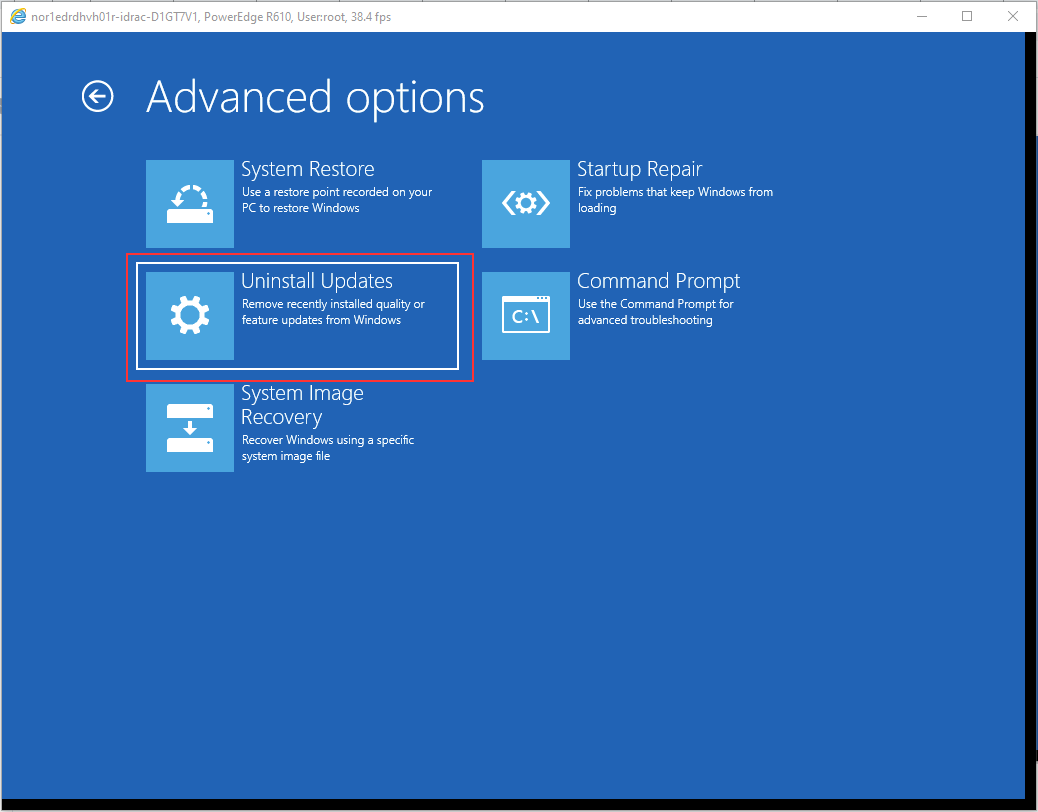 nor1edrdhvh01r-idrac-D1GT7V1, PowerEdge R610, User:root, 38.4 fps
Advanced options
System Restore
Use a restore point recorded on your
PC to restore Windows
Startup Repair
Fix problems that keep Windows from
loading
Uninstall Updates
Remove recently installed quality or
feature updates from Windows
Command Prompt
Use the Command Prompt for
advanced troubleshooting
C:\
System Image
Recovery
Recover Windows using a specific
system image file